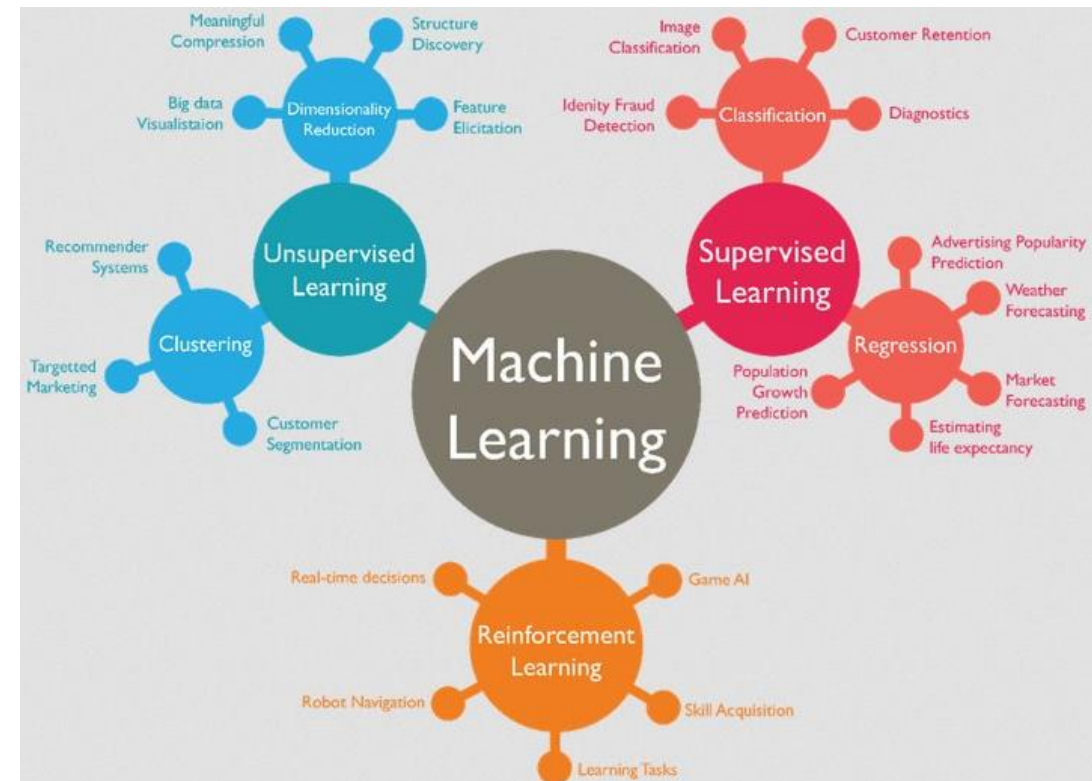 Meaningful
Compression
Structure
Discovery
Big data
Visualistaion
Dimensionality
Reduction
Feature
Elicitation
Image
Classification
Customer Retention
Idenity Fraud
Detection
Classification
Diagnostics
Unsupervised
Learning
Recommender
Systems
Clustering
Targetted
Marketing
Customer
Segmentation
Machine
Learning
Supervised
Learning
Advertising Popularity
Prediction
Weather
Forecasting
Regression
Population
Growth
Prediction
Market
Forecasting
Estimating
life expectancy
Real-time decisions
Game AI
Reinforcement
Learning
Robot Navigation
Skill Acquisition
Learning Tasks